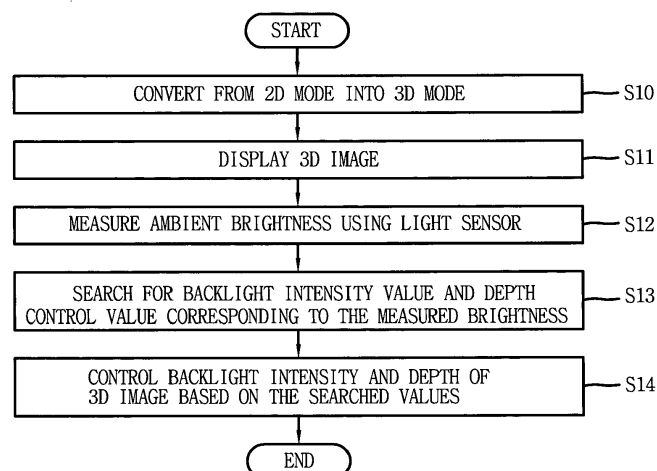 START
CONVERT FROM 2D MODE INTO 3D MODE
S10
DISPLAY 3D IMAGE
S11
MEASURE AMBIENT BRIGHTNESS USING LIGHT SENSOR
S12
SEARCH FOR BACKLIGHT INTENSITY VALUE AND DEPTH
CONTROL VALUE CORRESPONDING TO THE MEASURED BRIGHTNESS
S13
CONTROL BACKLIGHT INTENSITY AND DEPTH OF
3D IMAGE BASED ON THE SEARCHED VALUES
S14
END